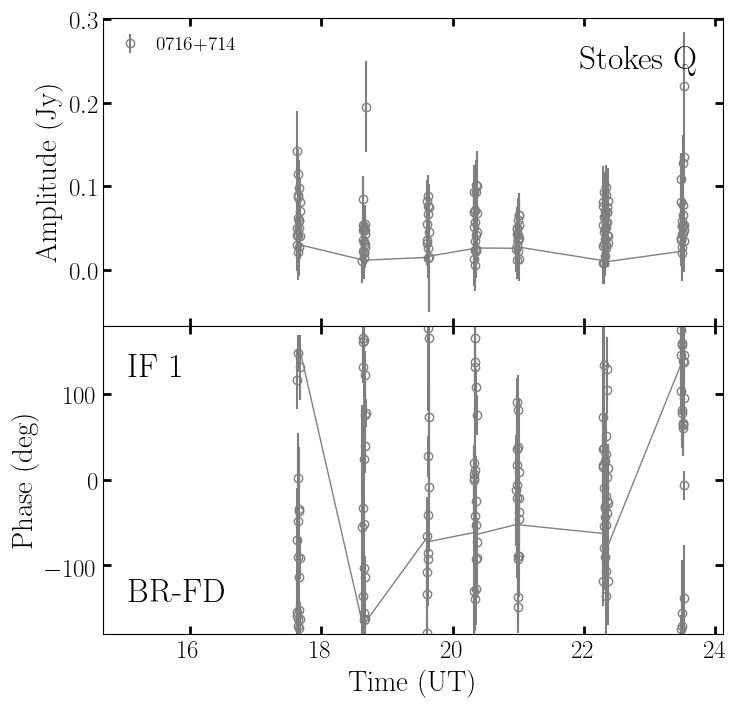 0.3
0716+714
Stokes Q
0.2
0.1
0.0
Amplitude (Jy)
IF 1
100
0
−100
Phase (deg)
BR-FD
16 18 20 22 24
Time (UT)